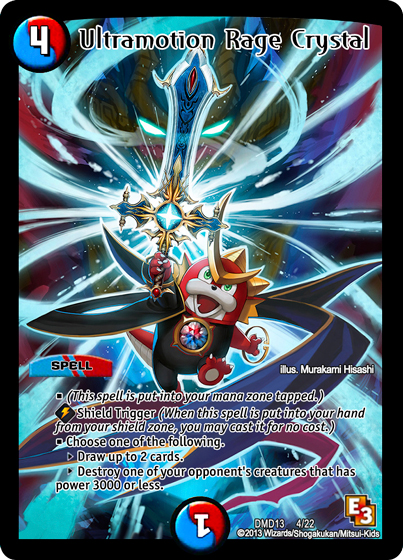 4 Ultramotion Rage Crystal
illus. Murakami Hisashi
SPELL
■ (This spell is put into your mana zone tapped.)
Shield Trigger (When this spell is put into your hand
from your shield zone, you may cast it for no cost.)
■ Choose one of the following.
▶ Draw up to 2 cards.
▶ Destroy one of your opponent's creatures that has
power 3000 or less.
1
DMD13 4/22
©2013 Wizards/Shogakukan/Mitsui-Kids
E3